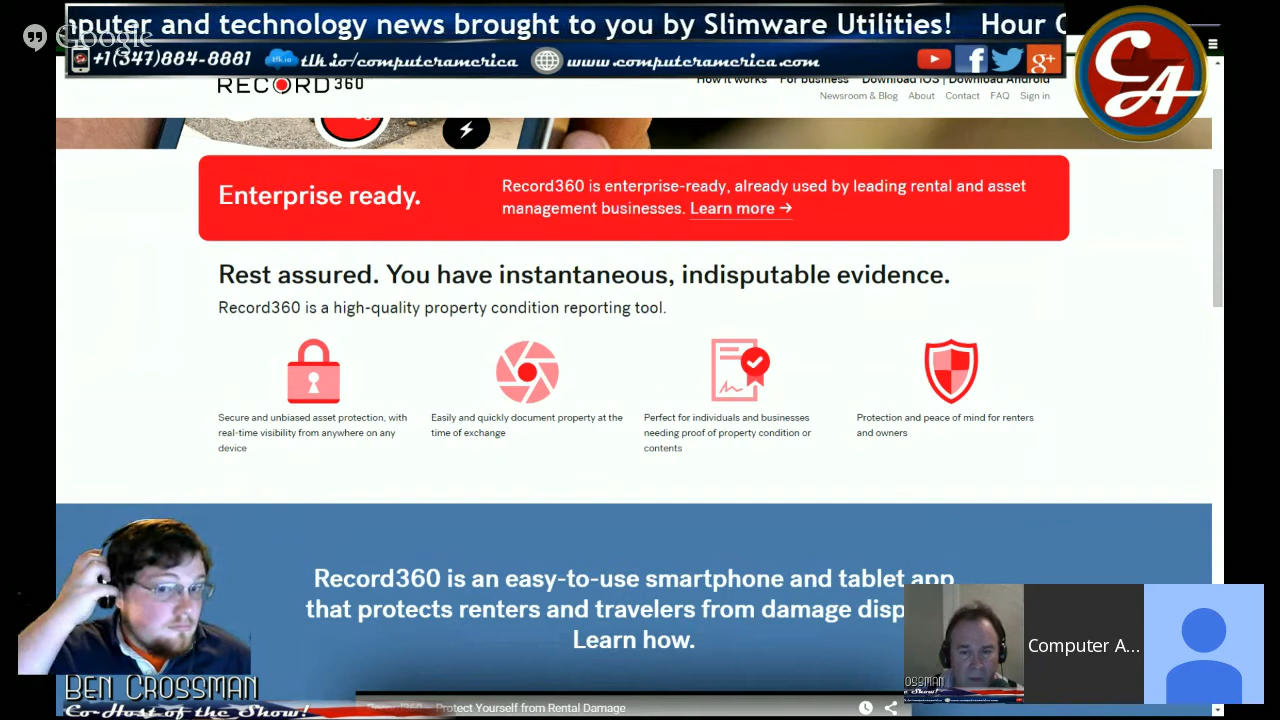 mputer and technology news brought to you by Slimware Utilities! Hour O
Google
+1(347)884-8881 tlk.io tlk.io/computeramerica www.computeramerica.com
CA
RECORD360
How it works For business Download iOS | Download Android
Newsroom & Blog About Contact FAQ Sign in
Enterprise ready.
Record360 is enterprise-ready, already used by leading rental and asset
management businesses. Learn more →
Rest assured. You have instantaneous, indisputable evidence.
Record360 is a high-quality property condition reporting tool.
Secure and unbiased asset protection, with
real-time visibility from anywhere on any
device
Easily and quickly document property at the
time of exchange
Perfect for individuals and businesses
needing proof of property condition or
contents
Protection and peace of mind for renters
and owners
Record360 is an easy-to-use smartphone and tablet app
that protects renters and travelers from damage disp
Learn how.
Computer A...
BEN CROSSMAN
Co-Host of the Show!
Record360 - Protect Yourself from Rental Damage